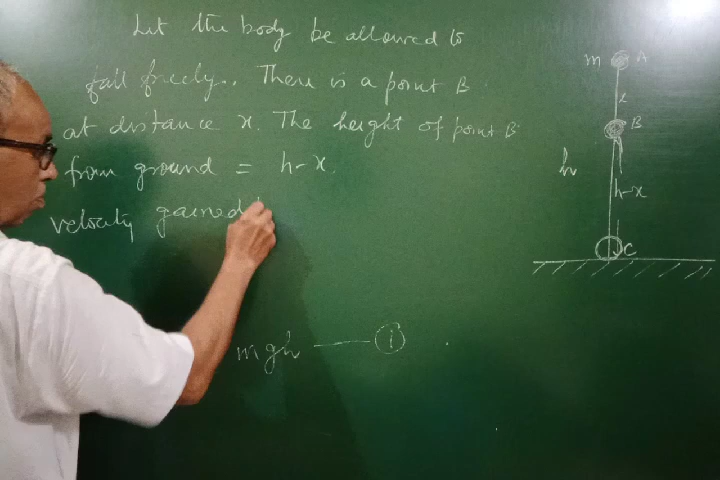 Let the body be allowed to
fall freely. There is a point B
at distance x. The height of point B
from ground = h-x.
velocity gained
mgh — (i)
m A
x
B
h
h-x
C